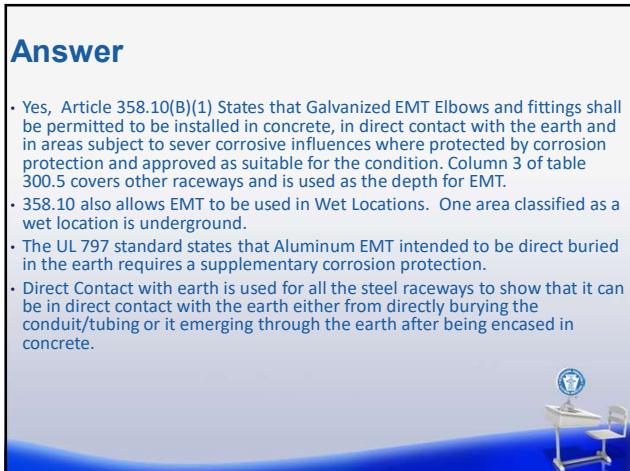 Answer
• Yes, Article 358.10(B)(1) States that Galvanized EMT Elbows and fittings shall
be permitted to be installed in concrete, in direct contact with the earth and
in areas subject to sever corrosive influences where protected by corrosion
protection and approved as suitable for the condition. Column 3 of table
300.5 covers other raceways and is used as the depth for EMT.
• 358.10 also allows EMT to be used in Wet Locations. One area classified as a
wet location is underground.
• The UL 797 standard states that Aluminum EMT intended to be direct buried
in the earth requires a supplementary corrosion protection.
• Direct Contact with earth is used for all the steel raceways to show that it can
be in direct contact with the earth either from directly burying the
conduit/tubing or it emerging through the earth after being encased in
concrete.